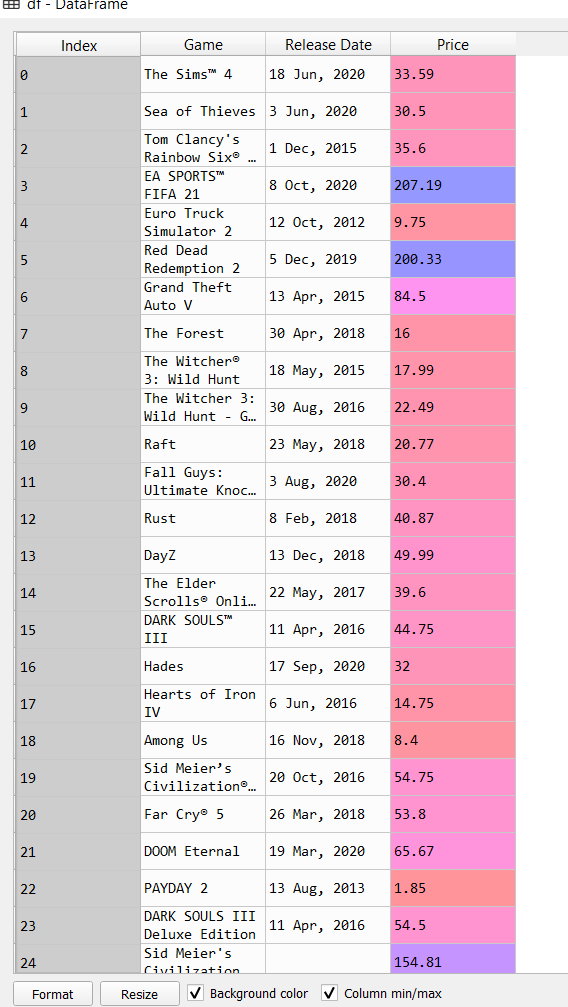 df - DataFrame
Index Game Release Date Price
0 The Sims™ 4 18 Jun, 2020 33.59
1 Sea of Thieves 3 Jun, 2020 30.5
2 Tom Clancy's 1 Dec, 2015 35.6
Rainbow Six® …
3 EA SPORTS™ 8 Oct, 2020 207.19
FIFA 21
4 Euro Truck 12 Oct, 2012 9.75
Simulator 2
5 Red Dead 5 Dec, 2019 200.33
Redemption 2
6 Grand Theft 13 Apr, 2015 84.5
Auto V
7 The Forest 30 Apr, 2018 16
8 The Witcher® 18 May, 2015 17.99
3: Wild Hunt
9 The Witcher 3: 30 Aug, 2016 22.49
Wild Hunt - G…
10 Raft 23 May, 2018 20.77
11 Fall Guys: 3 Aug, 2020 30.4
Ultimate Knoc…
12 Rust 8 Feb, 2018 40.87
13 DayZ 13 Dec, 2018 49.99
14 The Elder 22 May, 2017 39.6
Scrolls® Onli…
15 DARK SOULS™ 11 Apr, 2016 44.75
III
16 Hades 17 Sep, 2020 32
17 Hearts of Iron 6 Jun, 2016 14.75
IV
18 Among Us 16 Nov, 2018 8.4
19 Sid Meier’s 20 Oct, 2016 54.75
Civilization®…
20 Far Cry® 5 26 Mar, 2018 53.8
21 DOOM Eternal 19 Mar, 2020 65.67
22 PAYDAY 2 13 Aug, 2013 1.85
23 DARK SOULS III 11 Apr, 2016 54.5
Deluxe Edition
24 Sid Meier's 154.81
Civilization
Format Resize Background color Column min/max